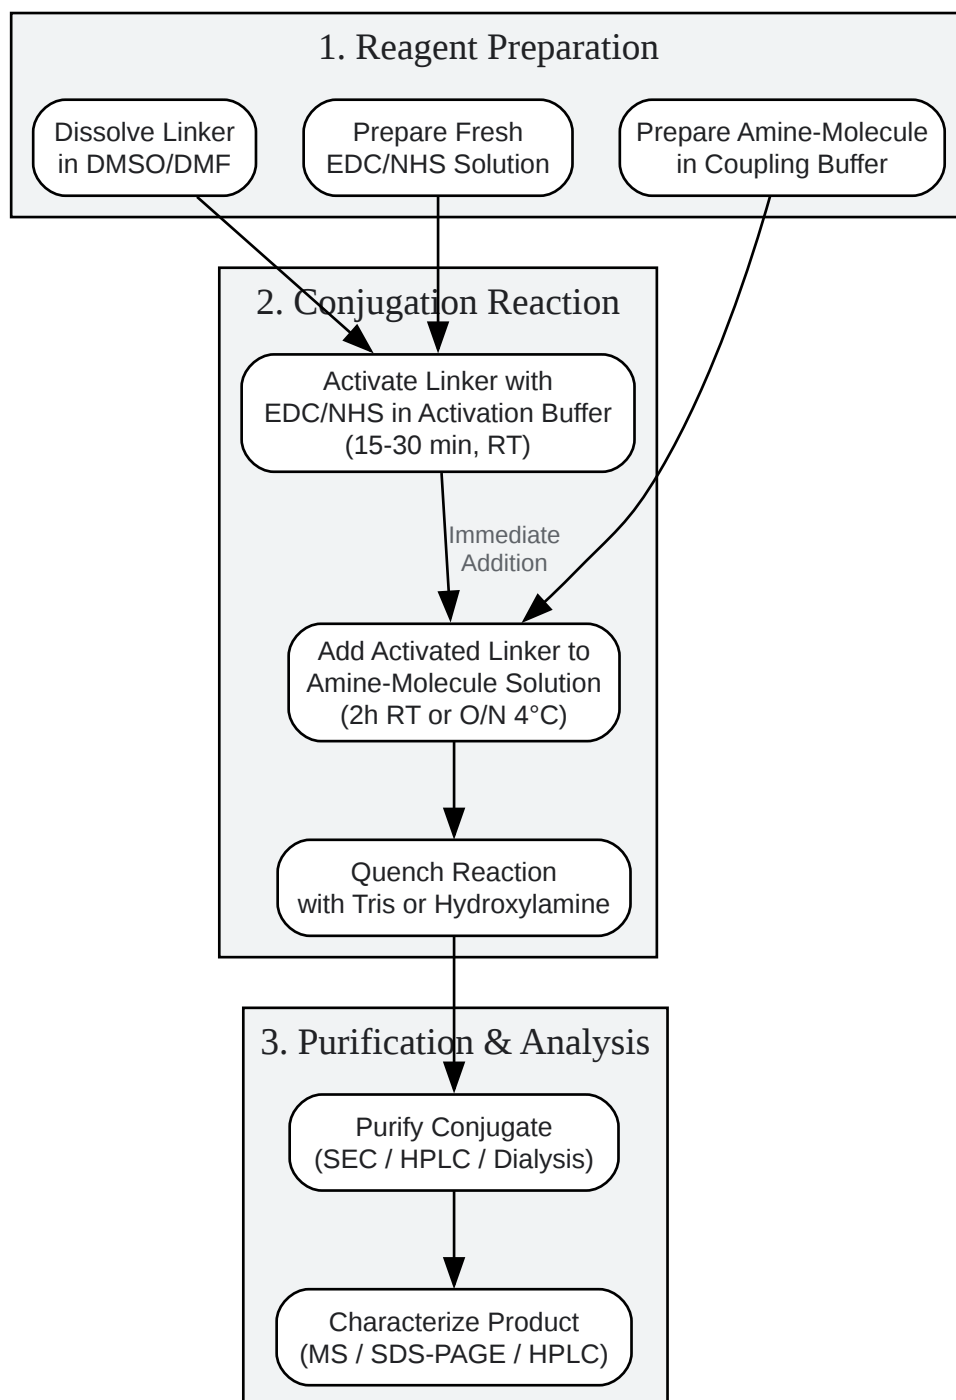 1. Reagent Preparation
Dissolve Linker
in DMSO/DMF
Prepare Fresh
EDC/NHS Solution
Prepare Amine-Molecule
in Coupling Buffer
2. Conjugation Reaction
Activate Linker with
EDC/NHS in Activation Buffer
(15-30 min, RT)
Immediate
Addition
Add Activated Linker to
Amine-Molecule Solution
(2h RT or O/N 4°C)
Quench Reaction
with Tris or Hydroxylamine
3. Purification & Analysis
Purify Conjugate
(SEC / HPLC / Dialysis)
Characterize Product
(MS / SDS-PAGE / HPLC)